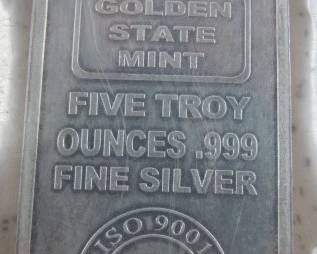 GOLDEN
STATE
MINT
FIVE TROY
OUNCES .999
FINE SILVER
ISO 9001